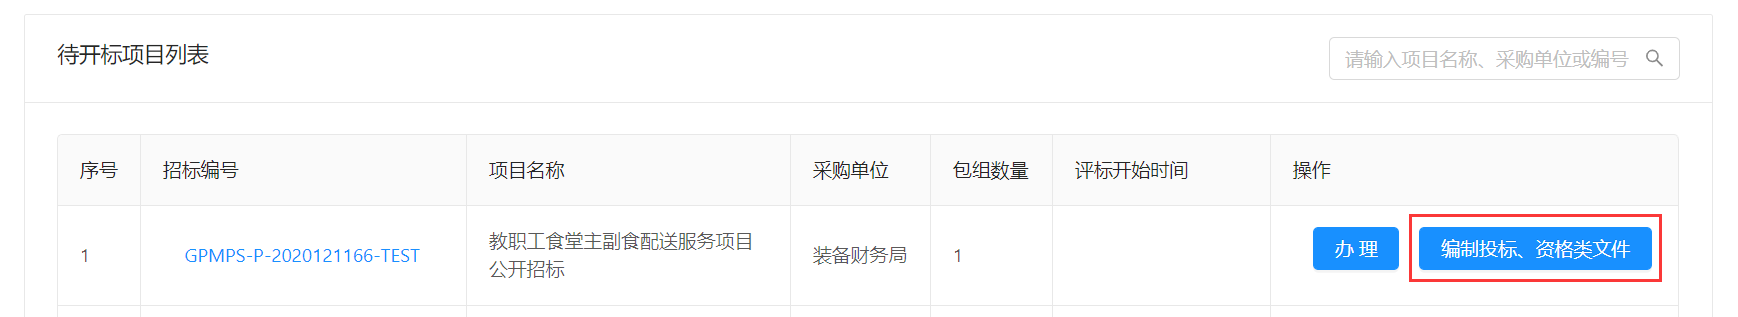 待开标项目列表
请输入项目名称、采购单位或编号
序号 招标编号 项目名称 采购单位 包组数量 评标开始时间 操作
1 GPMPS-P-2020121166-TEST 教职工食堂主副食配送服务项目 装备财务局 1 办 理 编制投标、资格类文件
公开招标